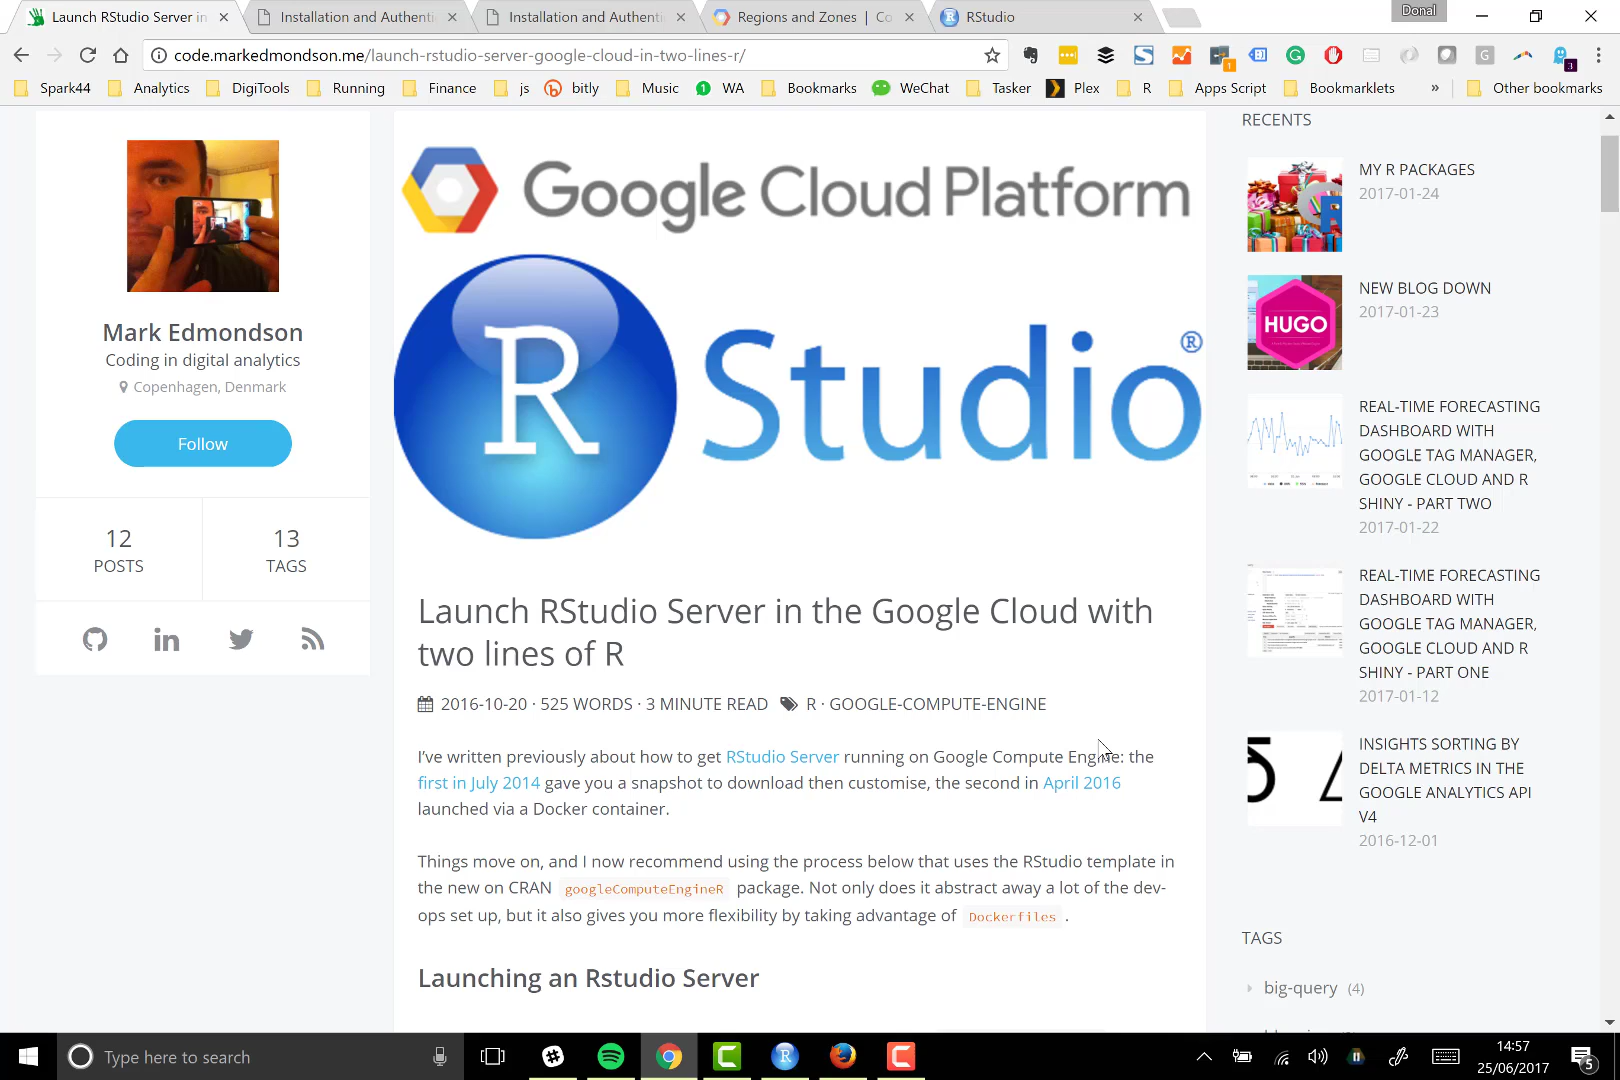 Launch RStudio Server in
Installation and Authenti
Installation and Authenti
Regions and Zones | Co
RStudio
Donal
code.markedmondson.me/launch-rstudio-server-google-cloud-in-two-lines-r/
Spark44
Analytics
DigiTools
Running
Finance
js
bitly
Music
WA
Bookmarks
WeChat
Tasker
Plex
R
Apps Script
Bookmarklets
»
Other bookmarks
Mark Edmondson
Coding in digital analytics
Copenhagen, Denmark
Follow
12
POSTS
13
TAGS
Google Cloud Platform
R Studio®
Launch RStudio Server in the Google Cloud with
two lines of R
2016-10-20 · 525 WORDS · 3 MINUTE READ R · GOOGLE-COMPUTE-ENGINE
I’ve written previously about how to get RStudio Server running on Google Compute Engine: the
first in July 2014 gave you a snapshot to download then customise, the second in April 2016
launched via a Docker container.
Things move on, and I now recommend using the process below that uses the RStudio template in
the new on CRAN googleComputeEngineR package. Not only does it abstract away a lot of the dev-
ops set up, but it also gives you more flexibility by taking advantage of Dockerfiles .
Launching an Rstudio Server
RECENTS
MY R PACKAGES
2017-01-24
HUGO
NEW BLOG DOWN
2017-01-23
REAL-TIME FORECASTING
DASHBOARD WITH
GOOGLE TAG MANAGER,
GOOGLE CLOUD AND R
SHINY - PART TWO
2017-01-22
REAL-TIME FORECASTING
DASHBOARD WITH
GOOGLE TAG MANAGER,
GOOGLE CLOUD AND R
SHINY - PART ONE
2017-01-12
INSIGHTS SORTING BY
DELTA METRICS IN THE
GOOGLE ANALYTICS API
V4
2016-12-01
TAGS
big-query (4)
Type here to search
14:57
25/06/2017
5